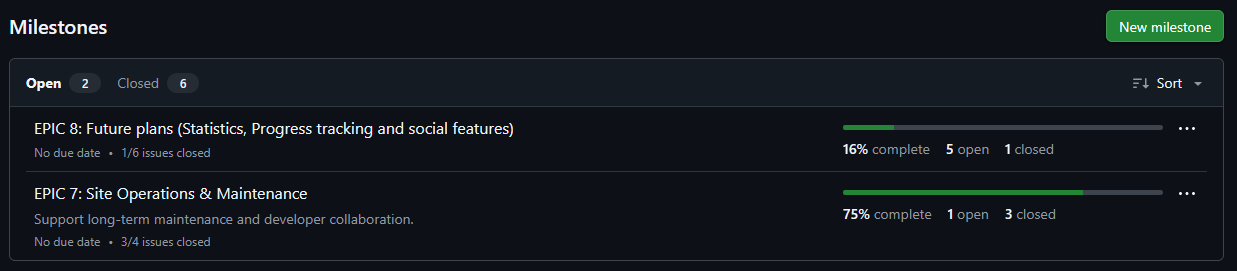 Milestones
New milestone
Open 2 Closed 6
Sort
EPIC 8: Future plans (Statistics, Progress tracking and social features)
No due date • 1/6 issues closed
16% complete 5 open 1 closed
EPIC 7: Site Operations & Maintenance
Support long-term maintenance and developer collaboration.
No due date • 3/4 issues closed
75% complete 1 open 3 closed